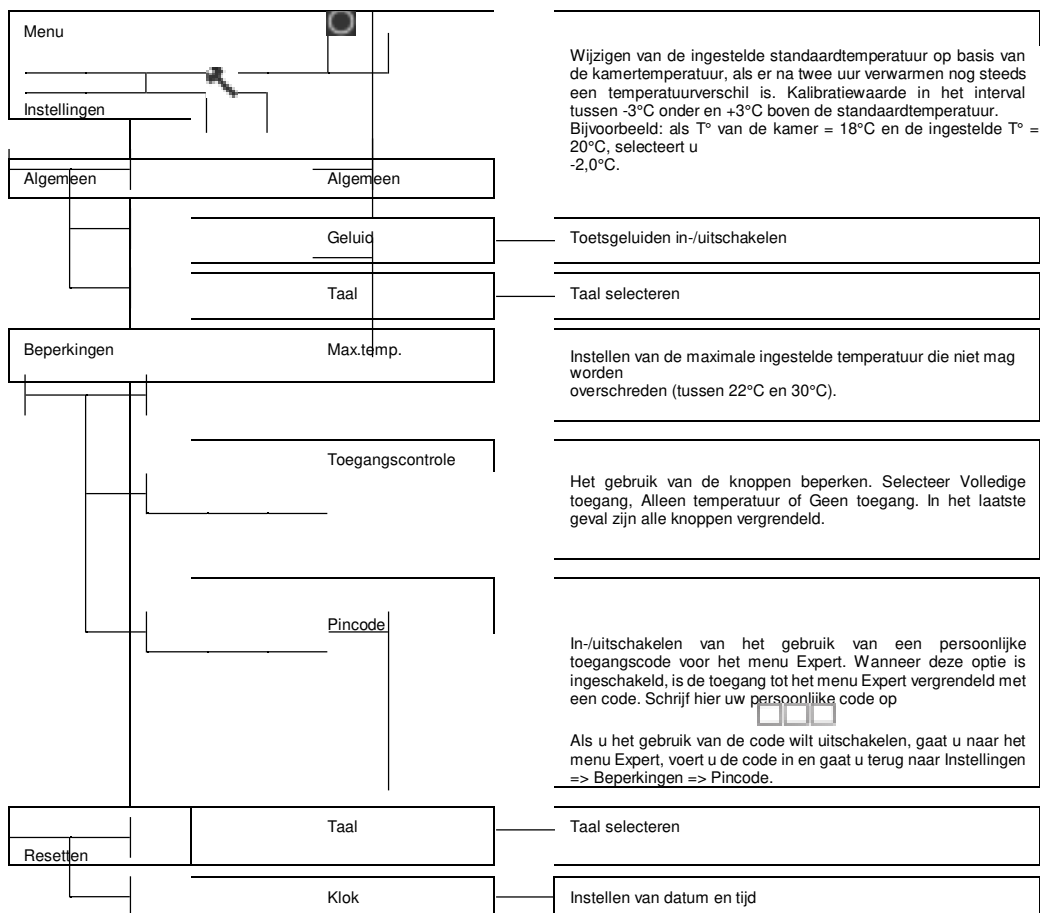 Menu
Instellingen
Wijzigen van de ingestelde standaardtemperatuur op basis van
de kamertemperatuur, als er na twee uur verwarmen nog steeds
een temperatuurverschil is. Kalibratiewaarde in het interval
tussen -3°C onder en +3°C boven de standaardtemperatuur.
Bijvoorbeeld: als T° van de kamer = 18°C en de ingestelde T° =
20°C, selecteert u
-2,0°C.
Algemeen
Algemeen
Geluid
Toetsgeluiden in-/uitschakelen
Taal
Taal selecteren
Beperkingen
Max.temp.
Instellen van de maximale ingestelde temperatuur die niet mag
worden
overschreden (tussen 22°C en 30°C).
Toegangscontrole
Het gebruik van de knoppen beperken. Selecteer Volledige
toegang, Alleen temperatuur of Geen toegang. In het laatste
geval zijn alle knoppen vergrendeld.
Pincode
In-/uitschakelen van het gebruik van een persoonlijke
toegangscode voor het menu Expert. Wanneer deze optie is
ingeschakeld, is de toegang tot het menu Expert vergrendeld met
een code. Schrijf hier uw persoonlijke code op
Als u het gebruik van de code wilt uitschakelen, gaat u naar het
menu Expert, voert u de code in en gaat u terug naar Instellingen
=> Beperkingen => Pincode.
Resetten
Taal
Taal selecteren
Klok
Instellen van datum en tijd